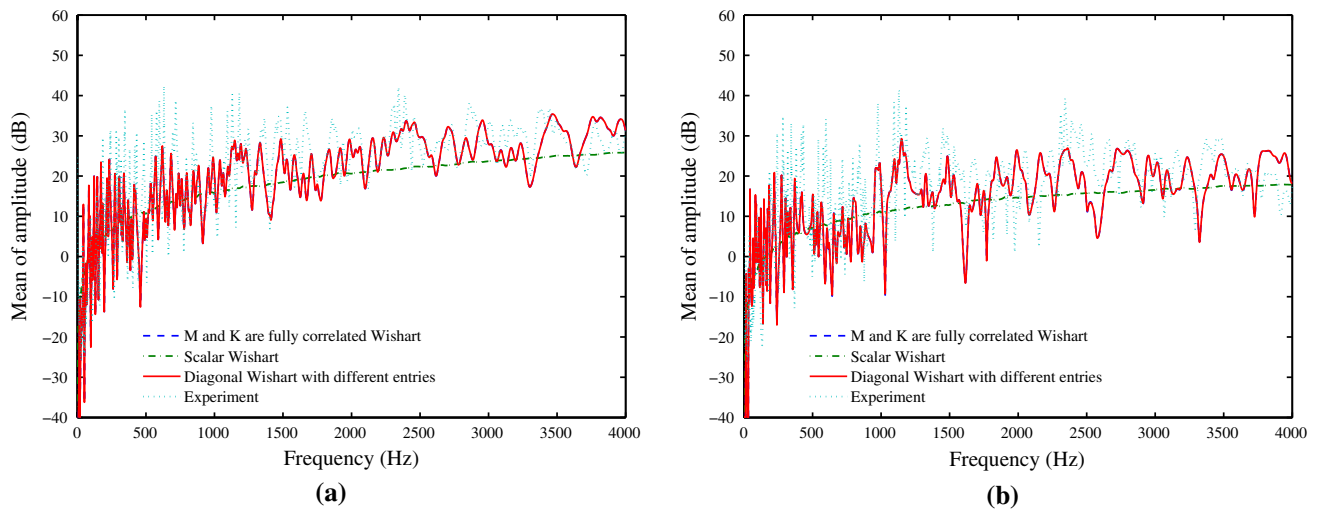 60
50
40
30
20
10
0
−10
−20
−30
−40
Mean of amplitude (dB)
M and K are fully correlated Wishart
Scalar Wishart
Diagonal Wishart with different entries
Experiment
0 500 1000 1500 2000 2500 3000 3500 4000
Frequency (Hz)
(a)
60
50
40
30
20
10
0
−10
−20
−30
−40
Mean of amplitude (dB)
M and K are fully correlated Wishart
Scalar Wishart
Diagonal Wishart with different entries
Experiment
0 500 1000 1500 2000 2500 3000 3500 4000
Frequency (Hz)
(b)